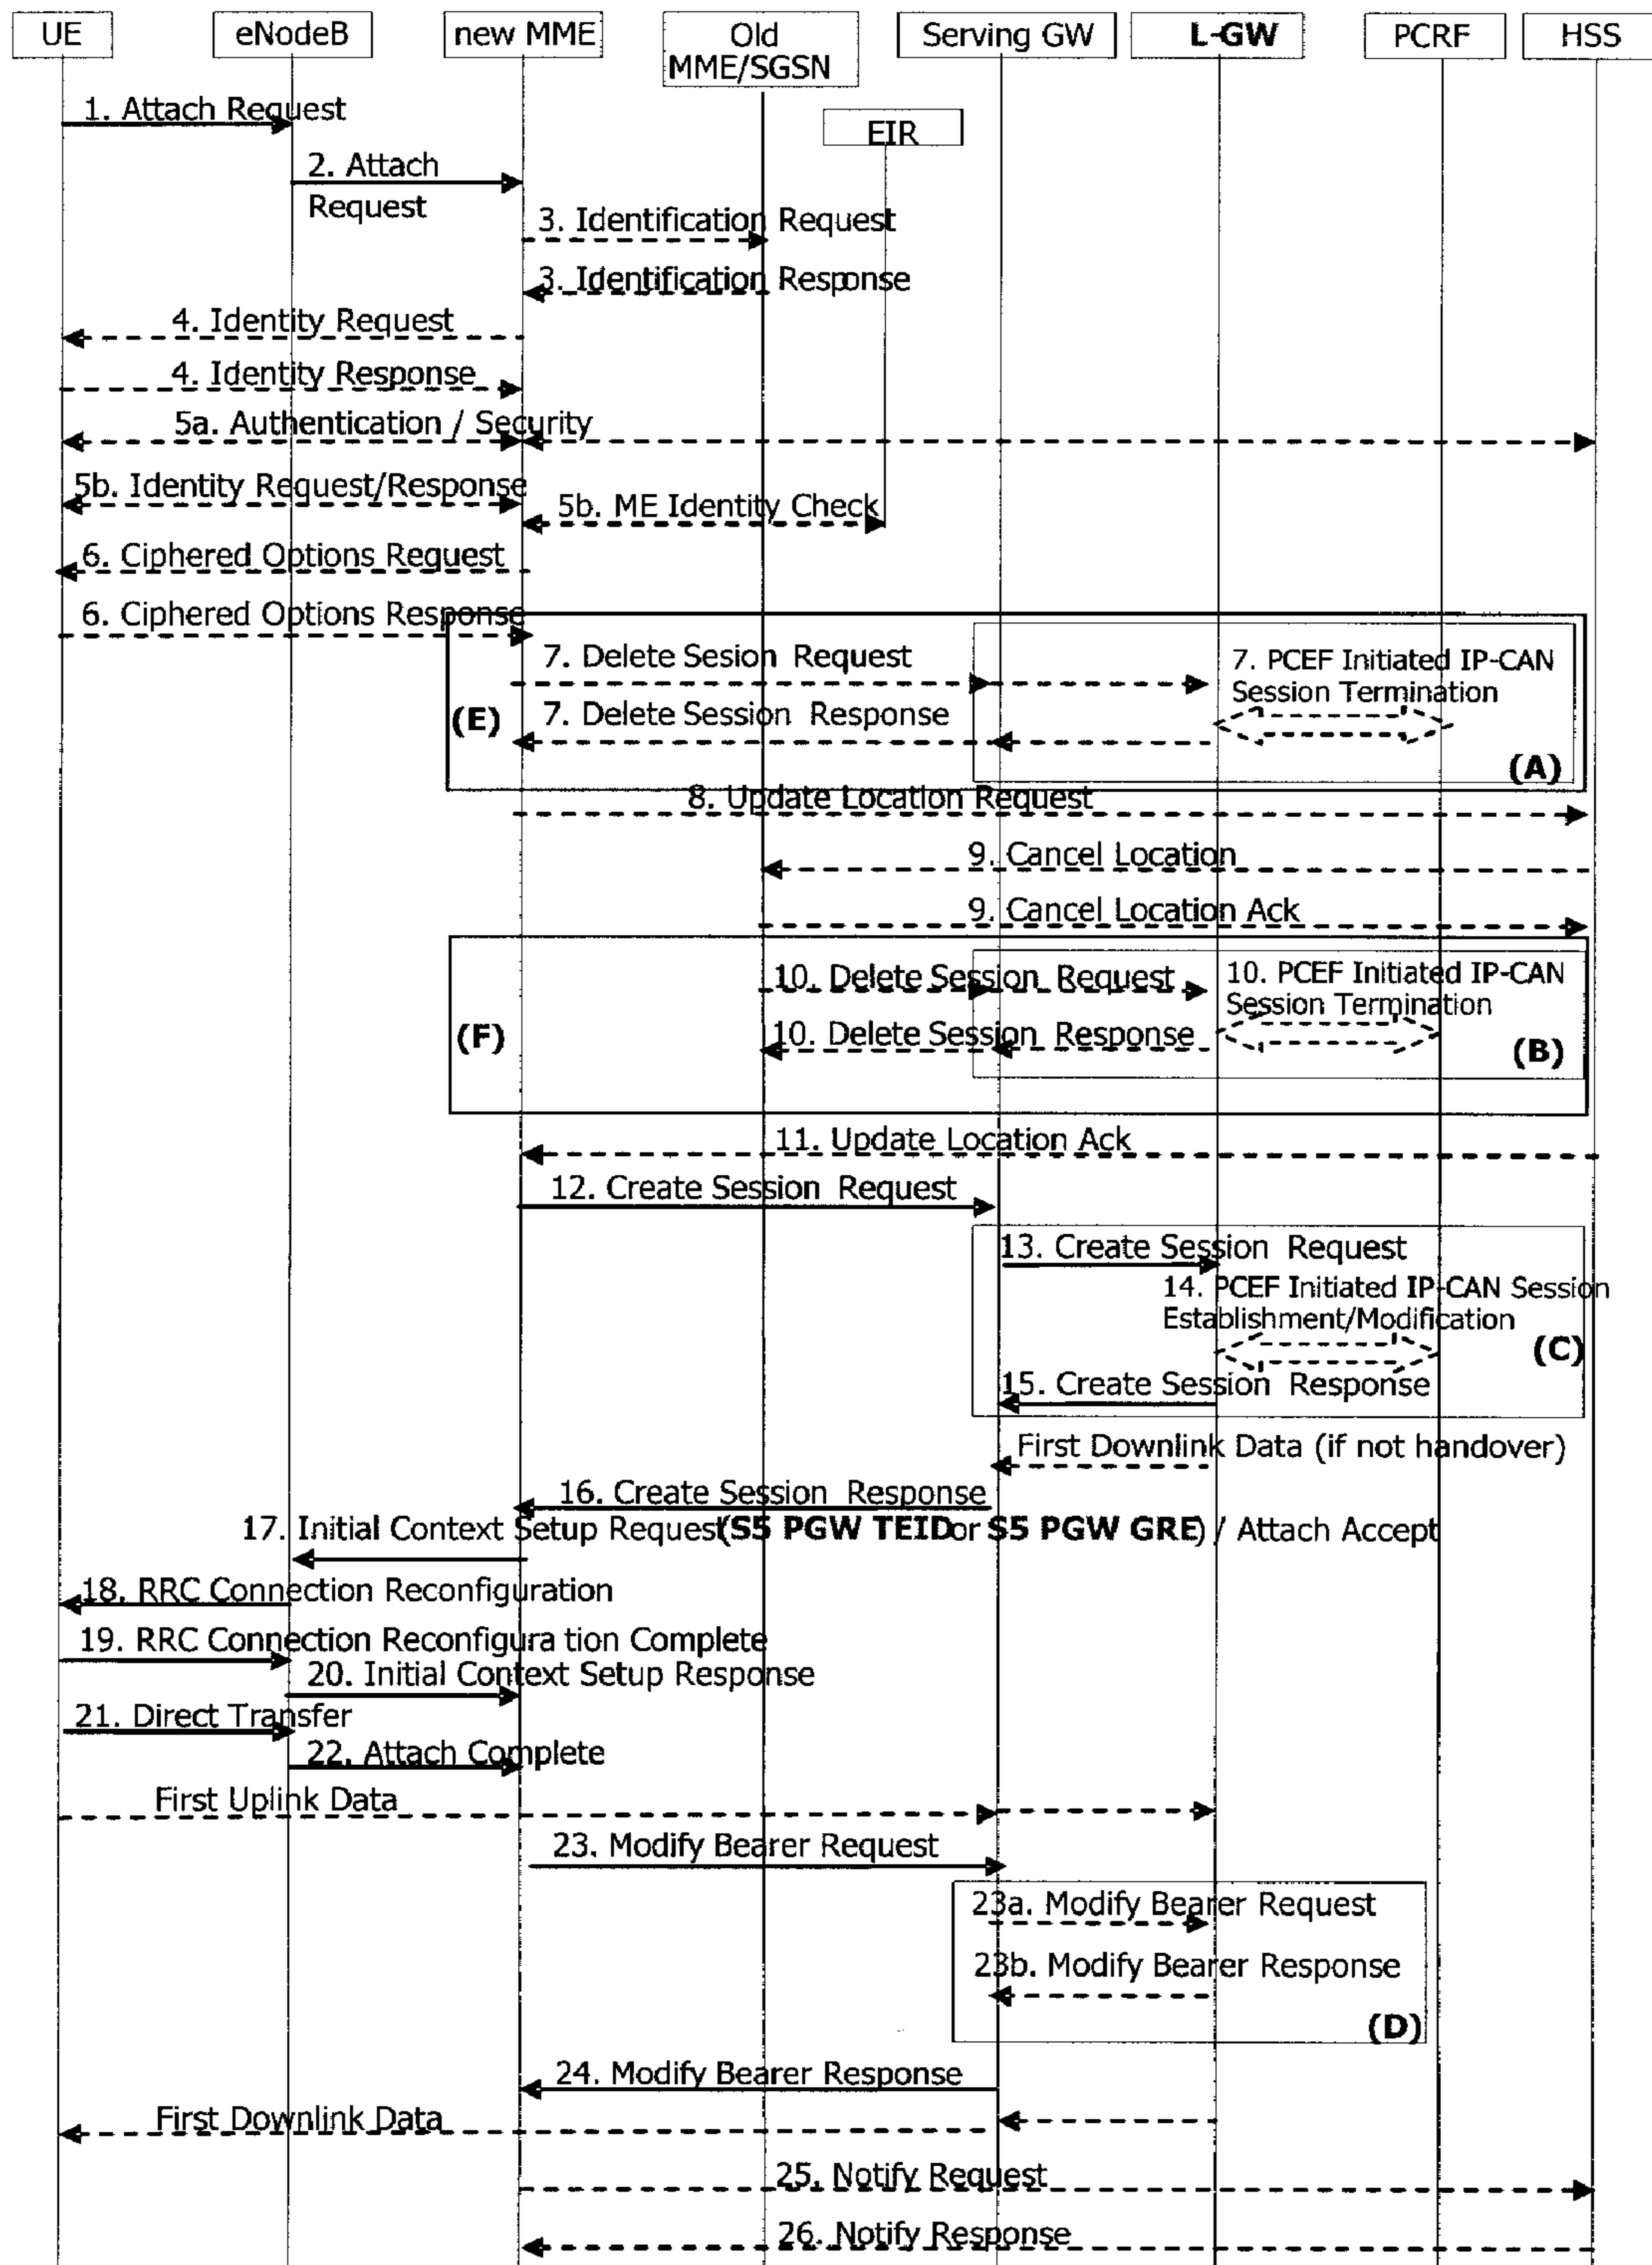 UE
eNodeB
new MME
Old
MME/SGSN
Serving GW
L-GW
PCRF
HSS
EIR
1. Attach Request
2. Attach
Request
3. Identification Request
3. Identification Response
4. Identity Request
4. Identity Response
5a. Authentication / Security
5b. Identity Request/Response
5b. ME Identity Check
6. Ciphered Options Request
6. Ciphered Options Response
7. Delete Sesion Request
7. PCEF Initiated IP-CAN
Session Termination
(E)
7. Delete Session Response
(A)
8. Update Location Request
9. Cancel Location
9. Cancel Location Ack
10. Delete Session Request
10. PCEF Initiated IP-CAN
Session Termination
(F)
10. Delete Session Response
(B)
11. Update Location Ack
12. Create Session Request
13. Create Session Request
14. PCEF Initiated IP-CAN Session
Establishment/Modification
(C)
15. Create Session Response
First Downlink Data (if not handover)
16. Create Session Response
17. Initial Context Setup Request(S5 PGW TEID or S5 PGW GRE) / Attach Accept
18. RRC Connection Reconfiguration
19. RRC Connection Reconfigura tion Complete
20. Initial Context Setup Response
21. Direct Transfer
22. Attach Complete
First Uplink Data
23. Modify Bearer Request
23a. Modify Bearer Request
23b. Modify Bearer Response
(D)
24. Modify Bearer Response
First Downlink Data
25. Notify Request
26. Notify Response